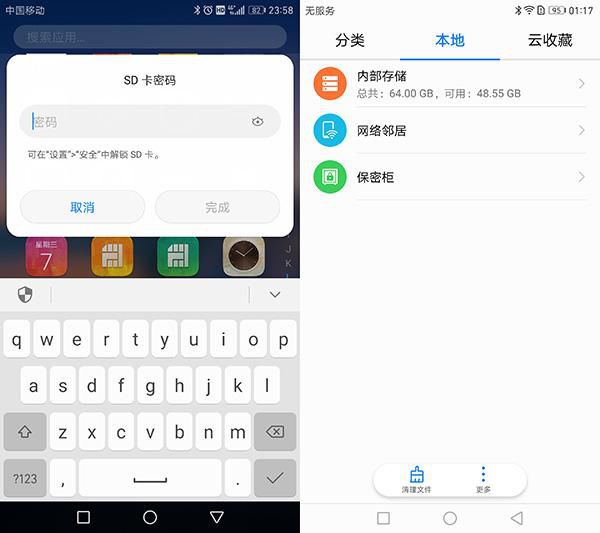 中国移动
HD
4G
82
23:58
搜索应用...
SD 卡密码
密码
可在“设置”>“安全”中解锁 SD 卡。
取消
完成
星期三
7
J
K
q w e r t y u i o p
a s d f g h j k l
z x c v b n m
?123
,
.
无服务
95
01:17
分类
本地
云收藏
内部存储
总共：64.00 GB，可用：48.55 GB
网络邻居
保密柜
清理文件
更多